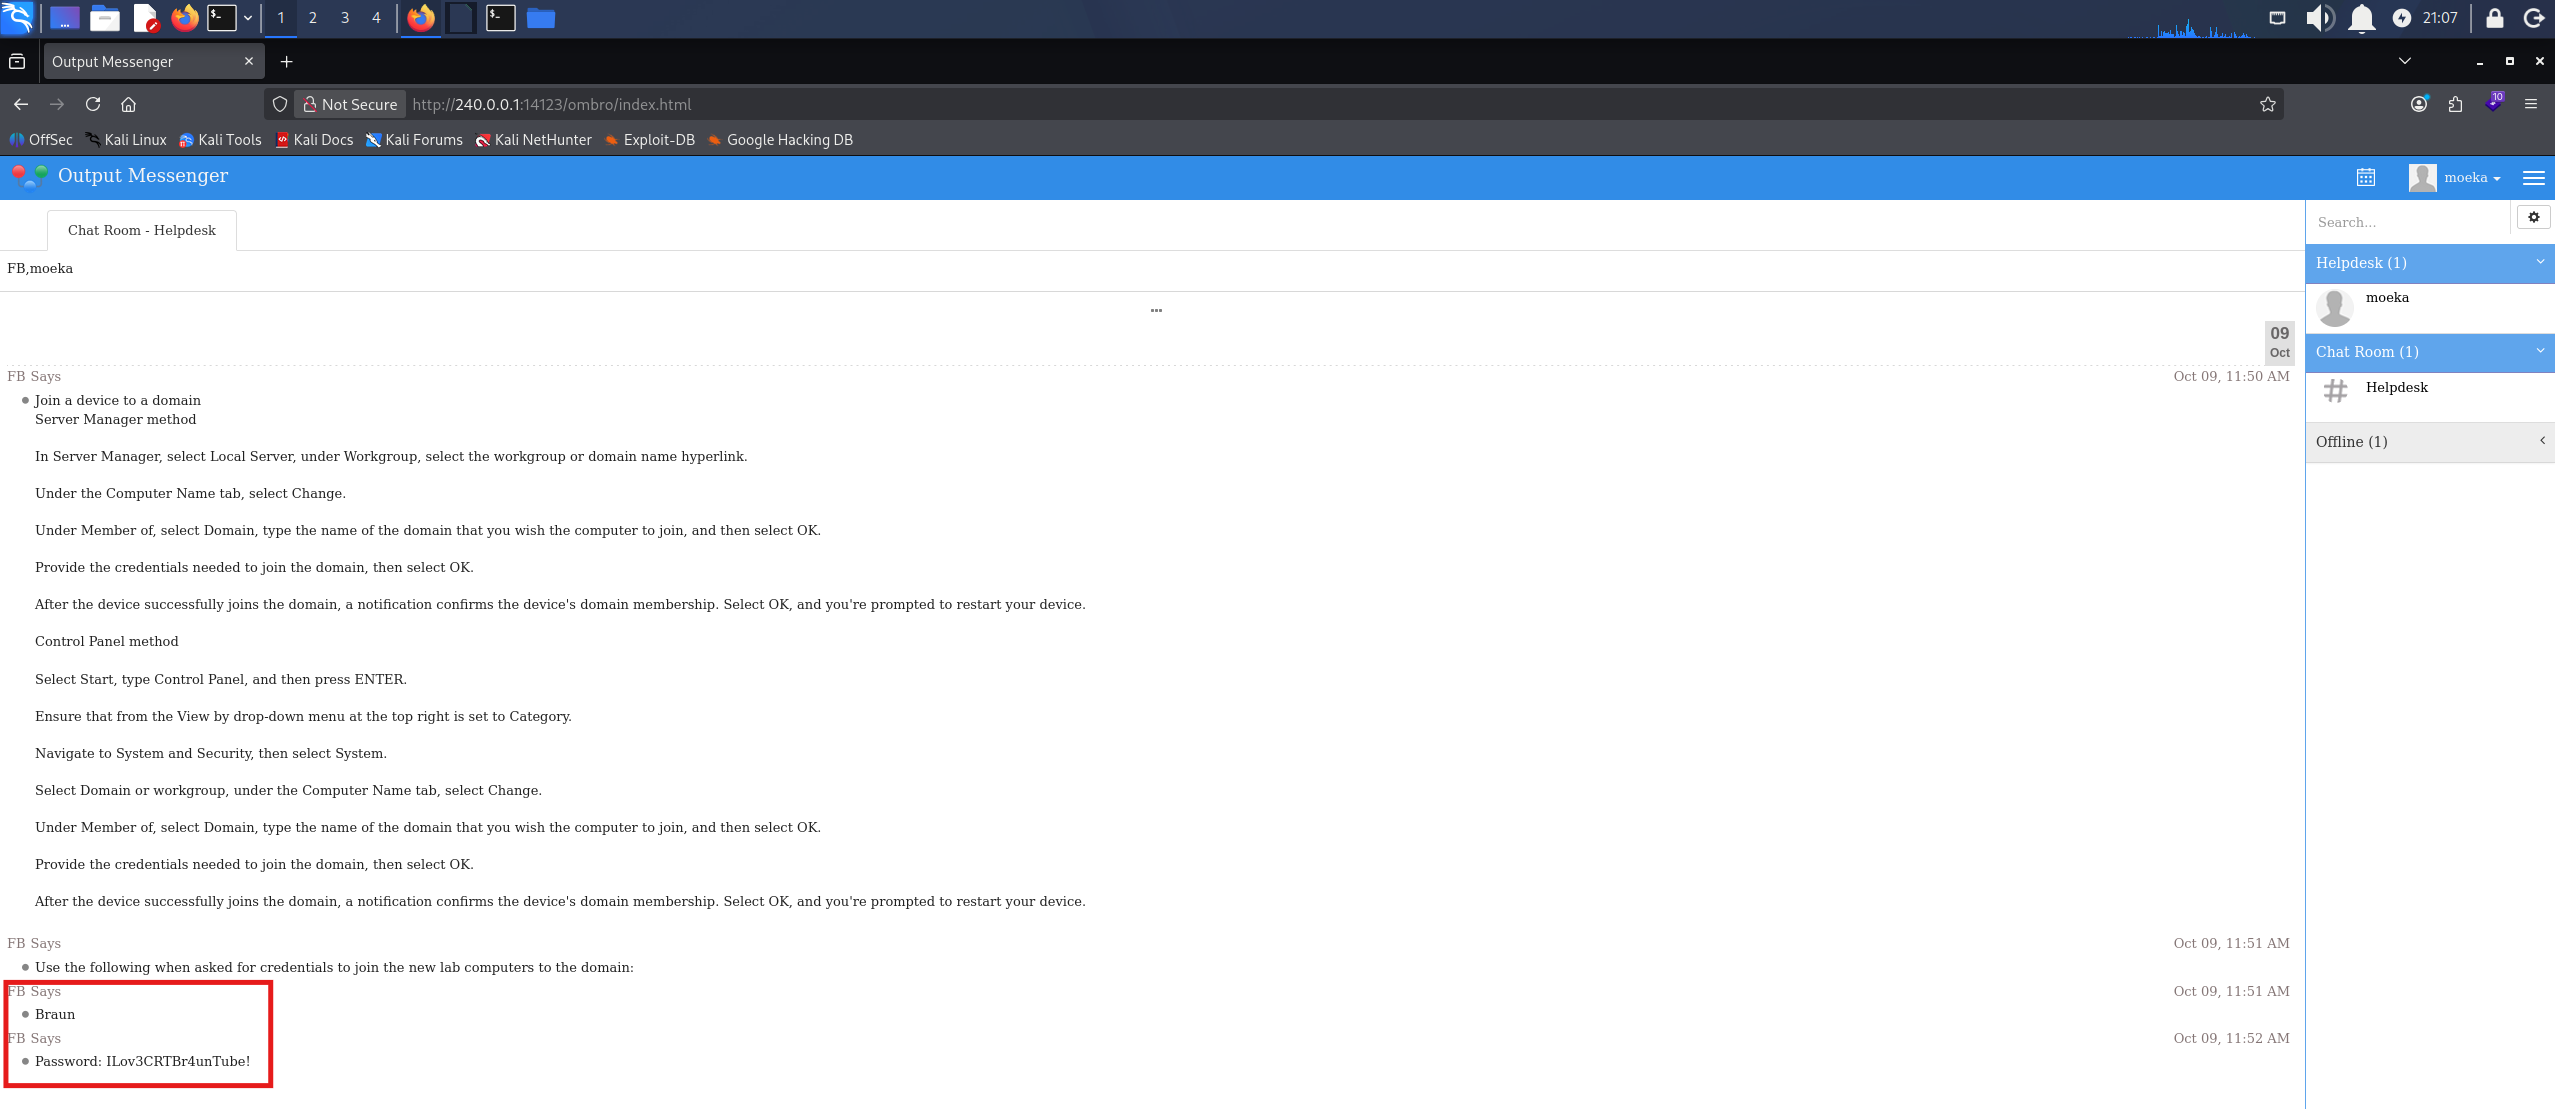 1 2 3 4
21:07
Output Messenger
Not Secure http://240.0.0.1:14123/ombro/index.html
10
OffSec Kali Linux Kali Tools Kali Docs Kali Forums Kali NetHunter Exploit-DB Google Hacking DB
Output Messenger
moeka
Chat Room - Helpdesk
FB,moeka
...
09
Oct
FB Says Oct 09, 11:50 AM
Join a device to a domain
Server Manager method
In Server Manager, select Local Server, under Workgroup, select the workgroup or domain name hyperlink.
Under the Computer Name tab, select Change.
Under Member of, select Domain, type the name of the domain that you wish the computer to join, and then select OK.
Provide the credentials needed to join the domain, then select OK.
After the device successfully joins the domain, a notification confirms the device's domain membership. Select OK, and you're prompted to restart your device.
Control Panel method
Select Start, type Control Panel, and then press ENTER.
Ensure that from the View by drop-down menu at the top right is set to Category.
Navigate to System and Security, then select System.
Select Domain or workgroup, under the Computer Name tab, select Change.
Under Member of, select Domain, type the name of the domain that you wish the computer to join, and then select OK.
Provide the credentials needed to join the domain, then select OK.
After the device successfully joins the domain, a notification confirms the device's domain membership. Select OK, and you're prompted to restart your device.
FB Says Oct 09, 11:51 AM
Use the following when asked for credentials to join the new lab computers to the domain:
FB Says Oct 09, 11:51 AM
Braun
FB Says Oct 09, 11:52 AM
Password: ILov3CRTBr4unTube!
Search...
Helpdesk (1)
moeka
Chat Room (1)
# Helpdesk
Offline (1)